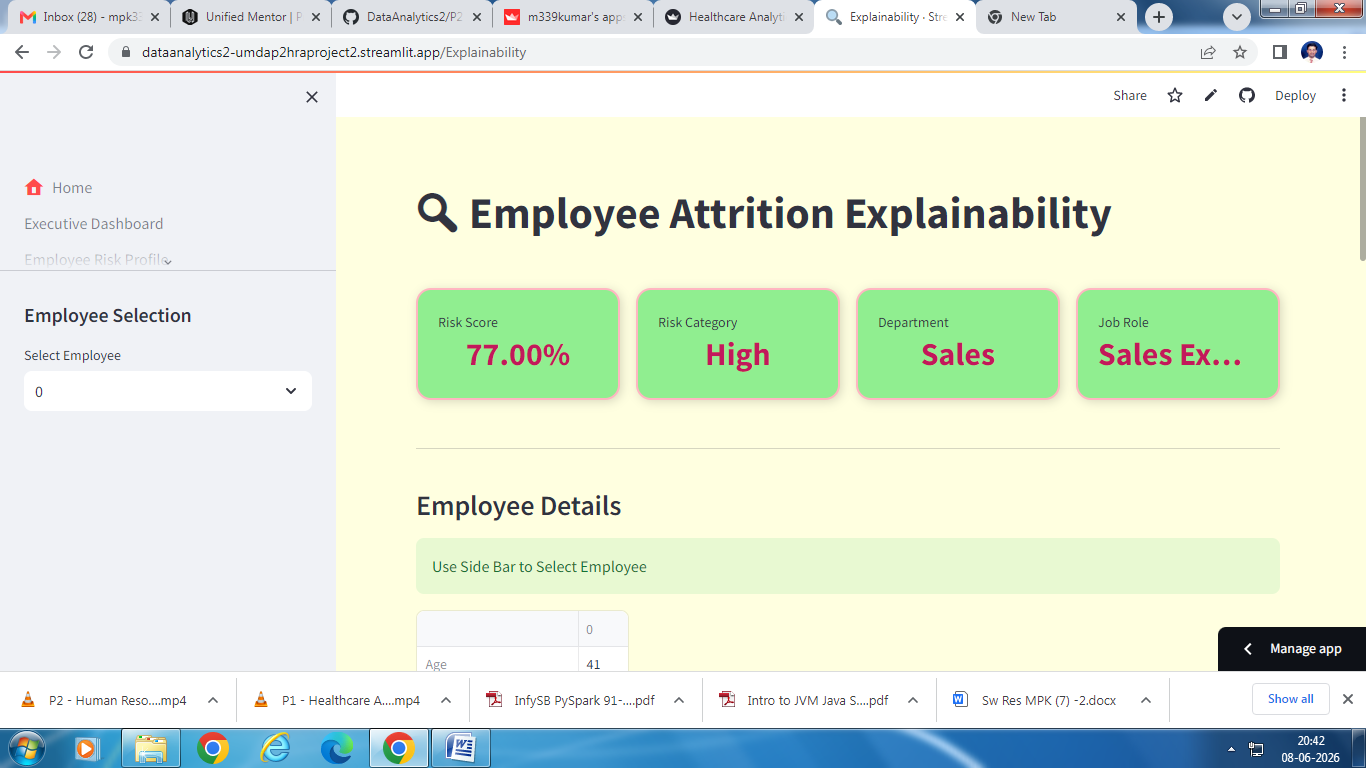 Inbox (28) - mpk33
Unified Mentor | P
DataAnalytics2/P2
m339kumar's apps
Healthcare Analyti
Explainability · Stre
New Tab
dataanalytics2-umdap2hraproject2.streamlit.app/Explainability
Share
Deploy
Home
Executive Dashboard
Employee Risk Profile
Employee Selection
Select Employee
0
Employee Attrition Explainability
Risk Score
77.00%
Risk Category
High
Department
Sales
Job Role
Sales Ex...
Employee Details
Use Side Bar to Select Employee
0
Age 41
Manage app
P2 - Human Reso....mp4
P1 - Healthcare A....mp4
InfySB PySpark 91-....pdf
Intro to JVM Java S....pdf
Sw Res MPK (7) -2.docx
Show all
20:42
08-06-2026